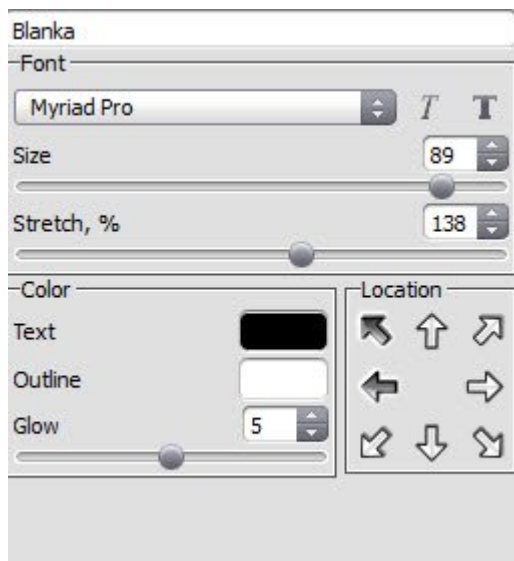 Blanka
Font
Myriad Pro T T
Size 89
Stretch, % 138
Color
Text
Outline
Glow 5
Location